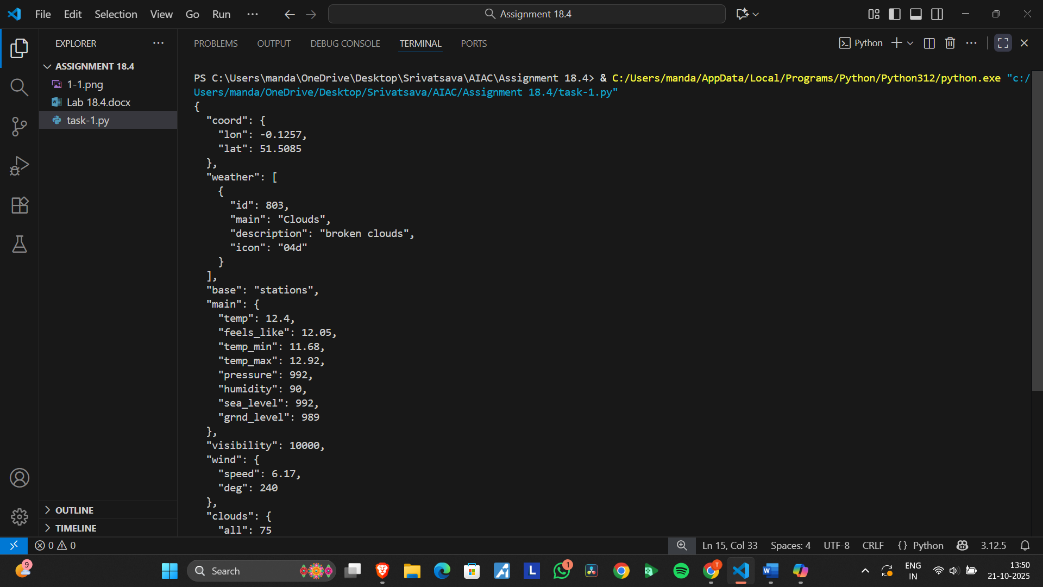 File Edit Selection View Go Run ··· Assignment 18.4
EXPLORER ···
ASSIGNMENT 18.4
1-1.png
Lab 18.4.docx
task-1.py
OUTLINE
TIMELINE
PROBLEMS OUTPUT DEBUG CONSOLE TERMINAL PORTS Python ···
PS C:\Users\manda\OneDrive\Desktop\Srivatsava\AIAC\Assignment 18.4> & C:/Users/manda/AppData/Local/Programs/Python/Python312/python.exe "c:/
Users/manda/OneDrive/Desktop/Srivatsava/AIAC/Assignment 18.4/task-1.py"
{
"coord": {
"lon": -0.1257,
"lat": 51.5085
},
"weather": [
{
"id": 803,
"main": "Clouds",
"description": "broken clouds",
"icon": "04d"
}
],
"base": "stations",
"main": {
"temp": 12.4,
"feels_like": 12.05,
"temp_min": 11.68,
"temp_max": 12.92,
"pressure": 992,
"humidity": 90,
"sea_level": 992,
"grnd_level": 989
},
"visibility": 10000,
"wind": {
"speed": 6.17,
"deg": 240
},
"clouds": {
"all": 75
0 0 Ln 15, Col 33 Spaces: 4 UTF-8 CRLF {} Python 3.12.5
9 Search L 1 7 ENG IN 13:50
21-10-2025